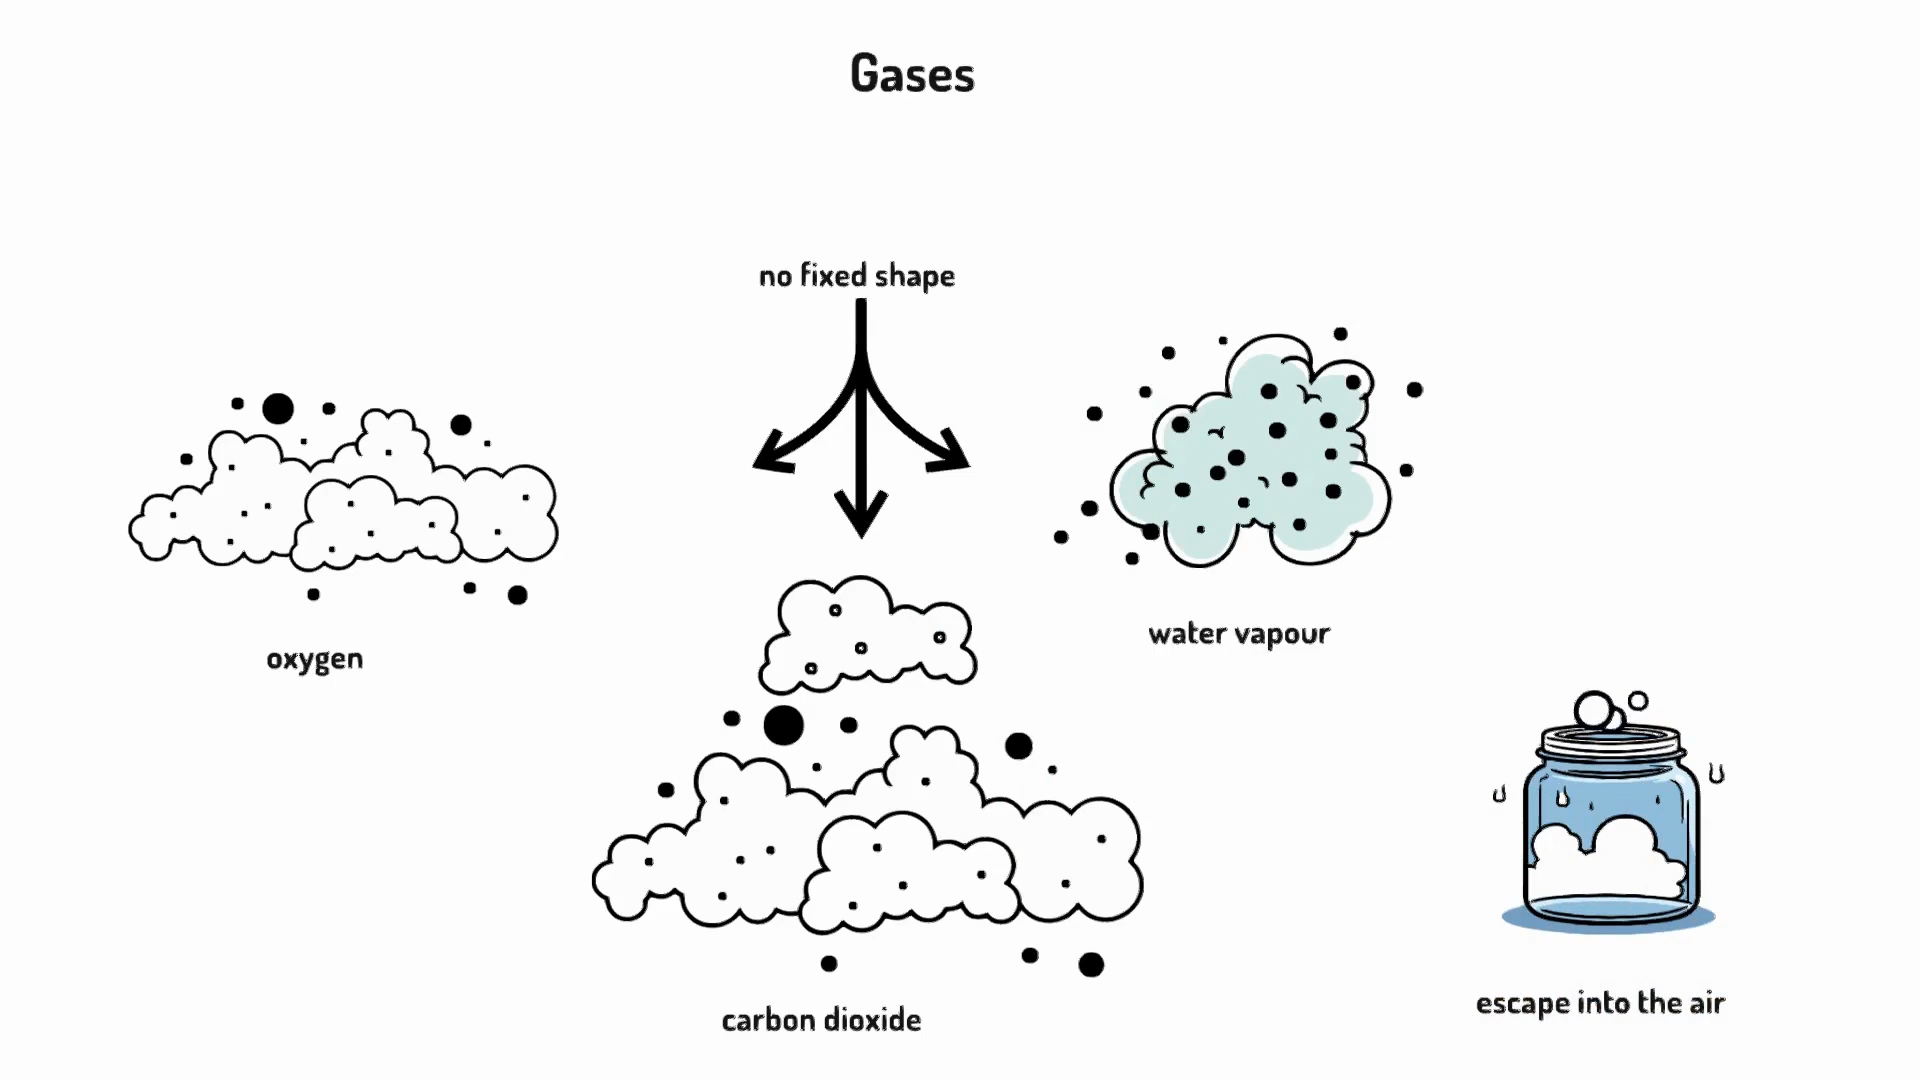 Gases
no fixed shape
oxygen
water vapour
carbon dioxide
escape into the air